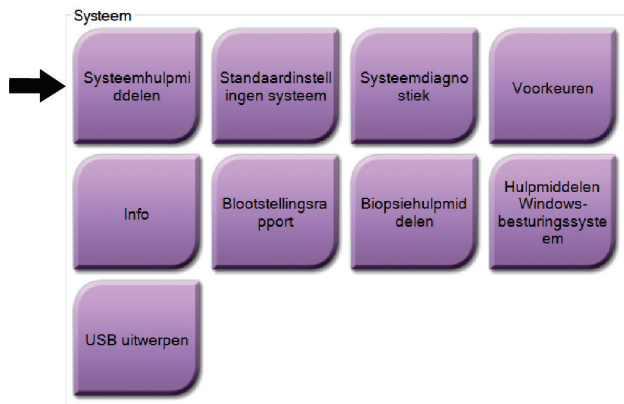 Systeem
Systeemhulpmi
ddelen
Standaardinstell
ingen systeem
Systeemdiagno
stiek
Voorkeuren
Info
Blootstellingsra
pport
Biopsiehulpmid
delen
Hulpmiddelen
Windows-
besturingssyste
em
USB uitwerpen